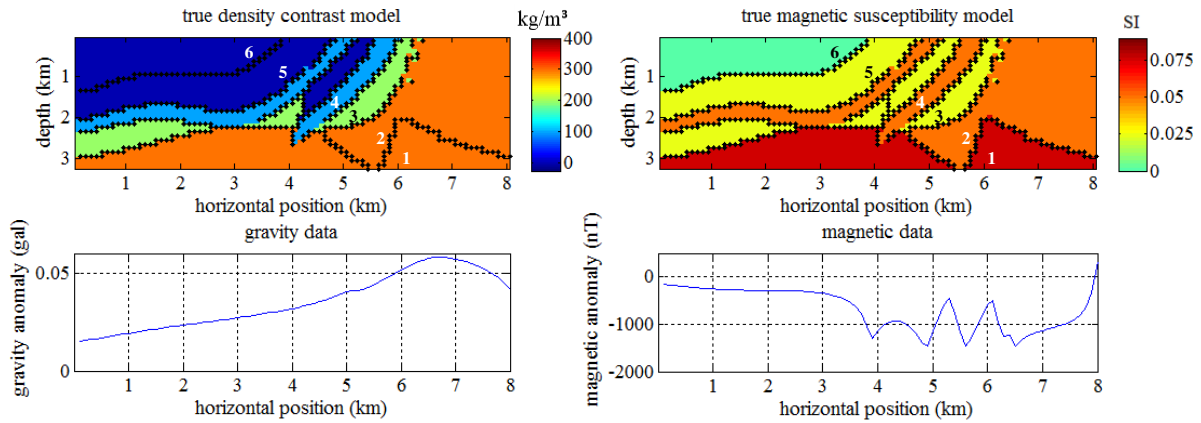 true density contrast model
kg/m³
depth (km)
1
2
3
6
5
4
3
2
1
400
300
200
100
0
1 2 3 4 5 6 7 8
horizontal position (km)
true magnetic susceptibility model
SI
depth (km)
1
2
3
6
5
4
3
2
1
0.075
0.05
0.025
0
1 2 3 4 5 6 7 8
horizontal position (km)
gravity data
gravity anomaly (gal)
0.05
0
1 2 3 4 5 6 7 8
horizontal position (km)
magnetic data
magnetic anomaly (nT)
0
-1000
-2000
1 2 3 4 5 6 7 8
horizontal position (km)